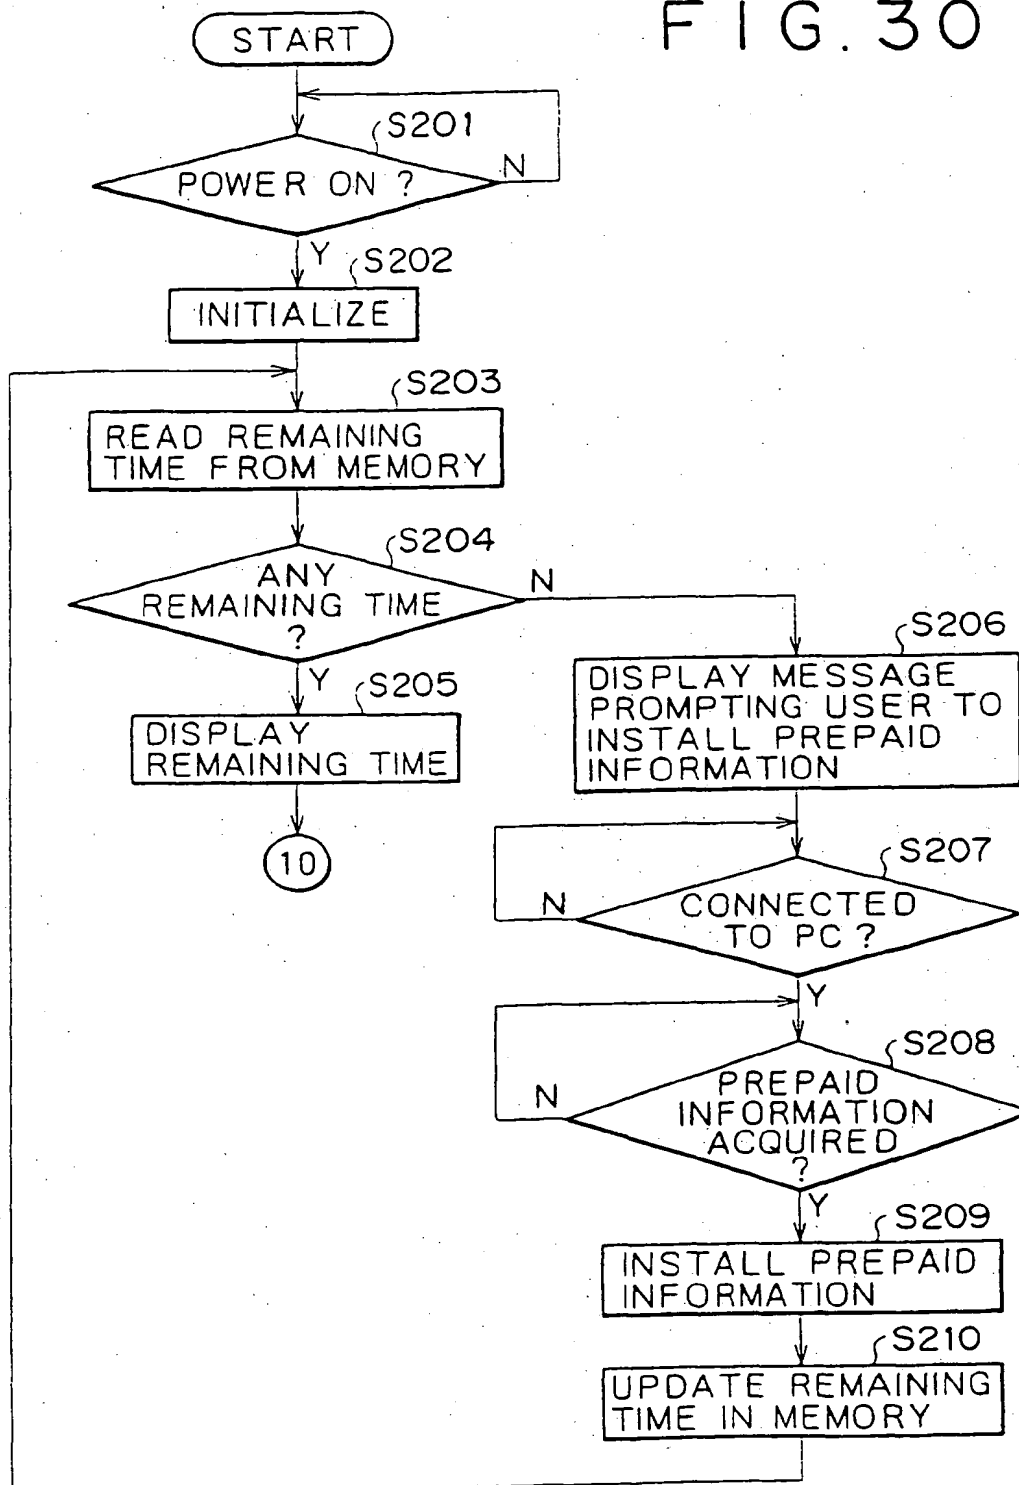 FIG. 30
START
S201
POWER ON ?
N
Y
S202
INITIALIZE
S203
READ REMAINING
TIME FROM MEMORY
S204
ANY
REMAINING TIME
?
N
Y
S205
DISPLAY
REMAINING TIME
10
S206
DISPLAY MESSAGE
PROMPTING USER TO
INSTALL PREPAID
INFORMATION
S207
CONNECTED
TO PC ?
N
Y
S208
PREPAID
INFORMATION
ACQUIRED
?
N
Y
S209
INSTALL PREPAID
INFORMATION
S210
UPDATE REMAINING
TIME IN MEMORY